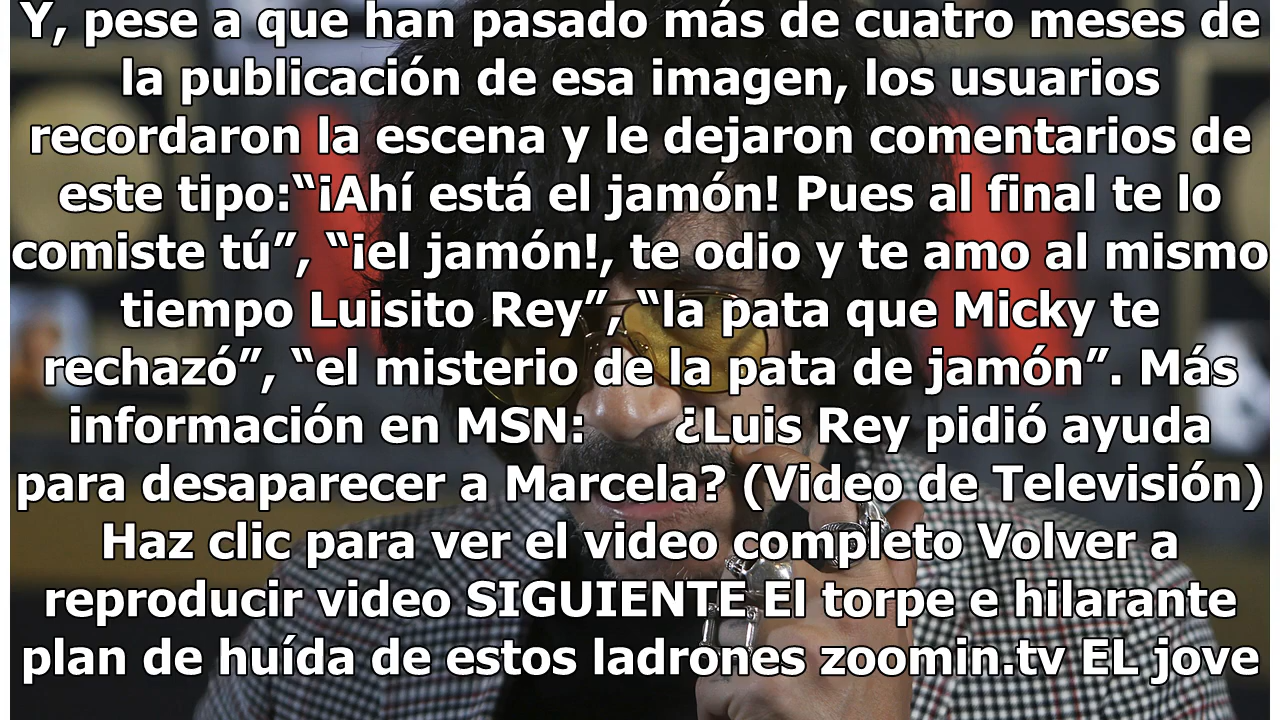 Y, pese a que han pasado más de cuatro meses de
la publicación de esa imagen, los usuarios
recordaron la escena y le dejaron comentarios de
este tipo:“¡Ahí está el jamón! Pues al final te lo
comiste tú”, “¡el jamón!, te odio y te amo al mismo
tiempo Luisito Rey”, “la pata que Micky te
rechazó”, “el misterio de la pata de jamón”. Más
información en MSN: ¿Luis Rey pidió ayuda
para desaparecer a Marcela? (Video de Televisión)
Haz clic para ver el video completo Volver a
reproducir video SIGUIENTE El torpe e hilarante
plan de huída de estos ladrones zoomin.tv EL jove